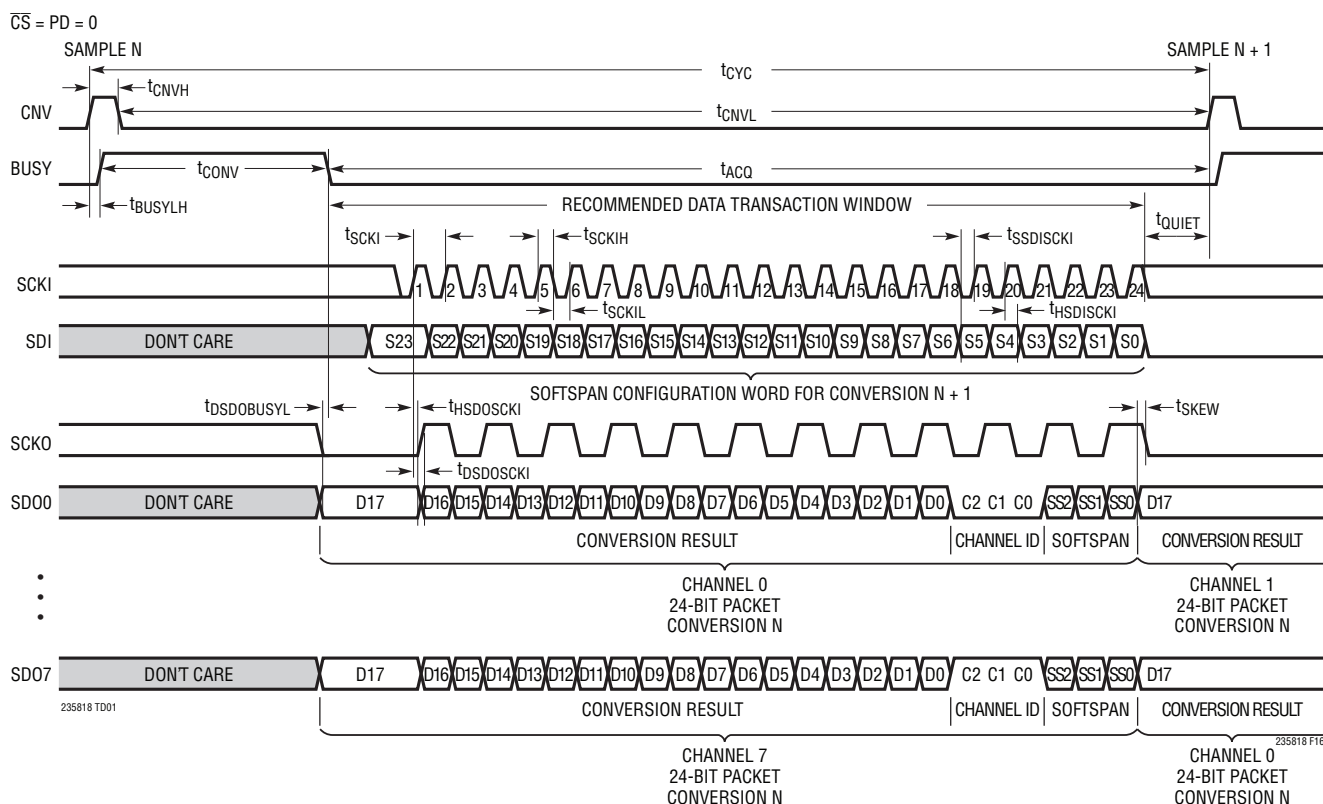 CS = PD = 0
SAMPLE N
SAMPLE N + 1
tCYC
tCNVH
CNV
tCNVL
BUSY
tCONV
tACQ
tBUSYLH
RECOMMENDED DATA TRANSACTION WINDOW
tQUIET
tSCKI
tSCKIH
tSSDISCKI
SCKI
1 2 3 4 5 6 7 8 9 10 11 12 13 14 15 16 17 18 19 20 21 22 23 24
tSCKIL
tHSDISCKI
SDI
DON'T CARE
S23 S22 S21 S20 S19 S18 S17 S16 S15 S14 S13 S12 S11 S10 S9 S8 S7 S6 S5 S4 S3 S2 S1 S0
SOFTSPAN CONFIGURATION WORD FOR CONVERSION N + 1
tDSDOBUSYL
tHSDOSCKI
tSKEW
SCKO
tDSDOSCKI
SDO0
DON'T CARE
D17 D16 D15 D14 D13 D12 D11 D10 D9 D8 D7 D6 D5 D4 D3 D2 D1 D0 C2 C1 C0 SS2 SS1 SS0 D17
CONVERSION RESULT
CHANNEL ID
SOFTSPAN
CONVERSION RESULT
CHANNEL 0
24-BIT PACKET
CONVERSION N
CHANNEL 1
24-BIT PACKET
CONVERSION N
SDO7
DON'T CARE
D17 D16 D15 D14 D13 D12 D11 D10 D9 D8 D7 D6 D5 D4 D3 D2 D1 D0 C2 C1 C0 SS2 SS1 SS0 D17
235818 TD01
CONVERSION RESULT
CHANNEL ID
SOFTSPAN
CONVERSION RESULT
235818 F16
CHANNEL 7
24-BIT PACKET
CONVERSION N
CHANNEL 0
24-BIT PACKET
CONVERSION N